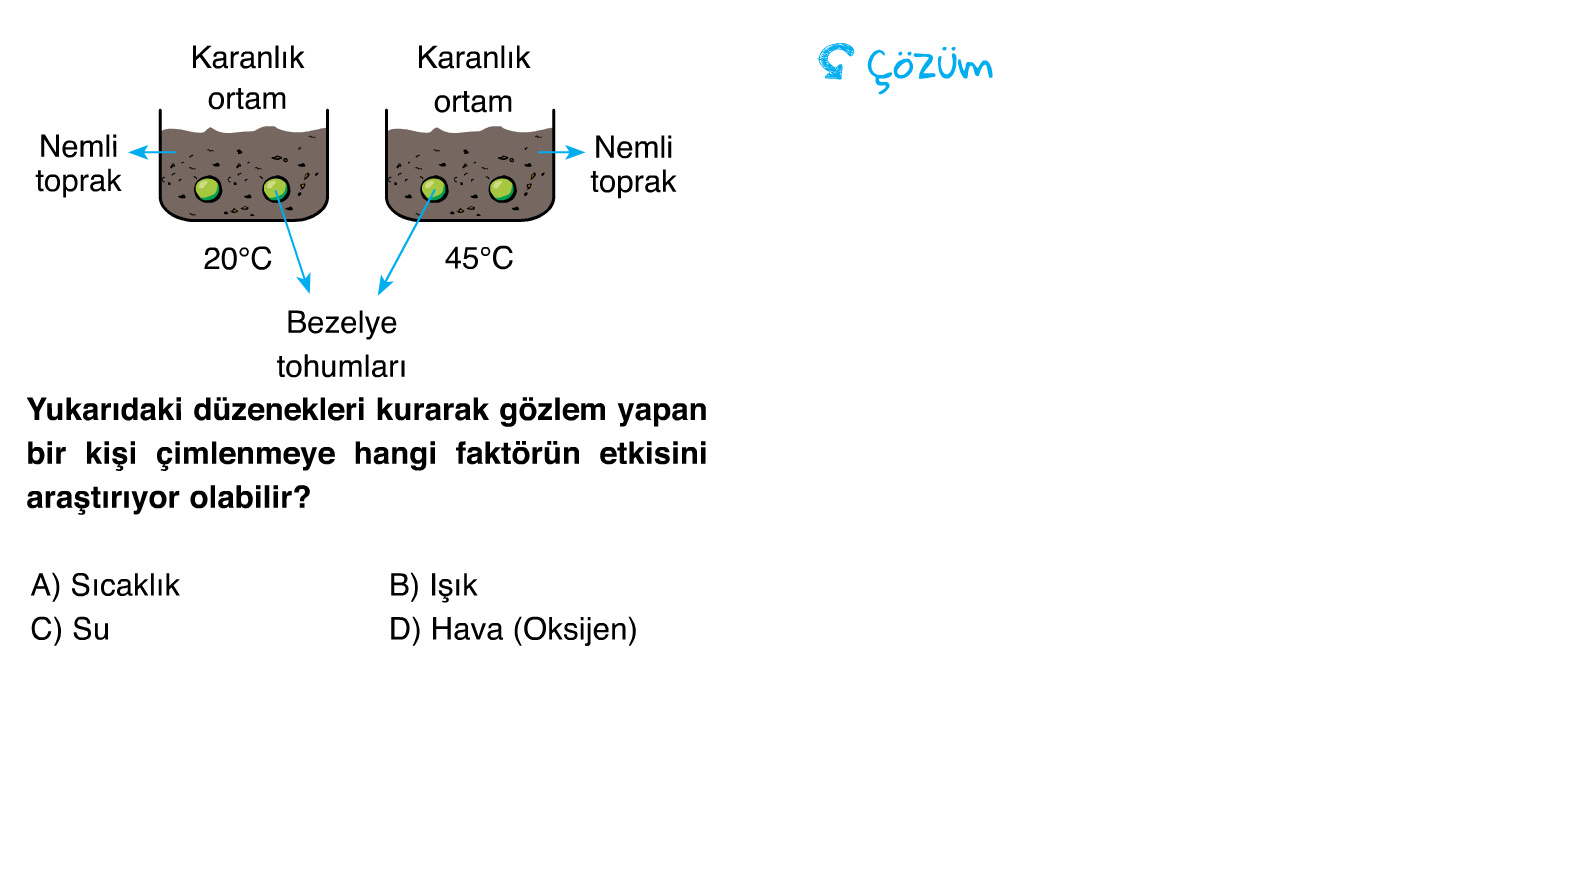 Karanlık
ortam
Karanlık
ortam
Nemli
toprak
Nemli
toprak
20°C
45°C
Bezelye
tohumları
Yukarıdaki düzenekleri kurarak gözlem yapan
bir kişi çimlenmeye hangi faktörün etkisini
araştırıyor olabilir?
A) Sıcaklık
B) Işık
C) Su
D) Hava (Oksijen)
Çözüm